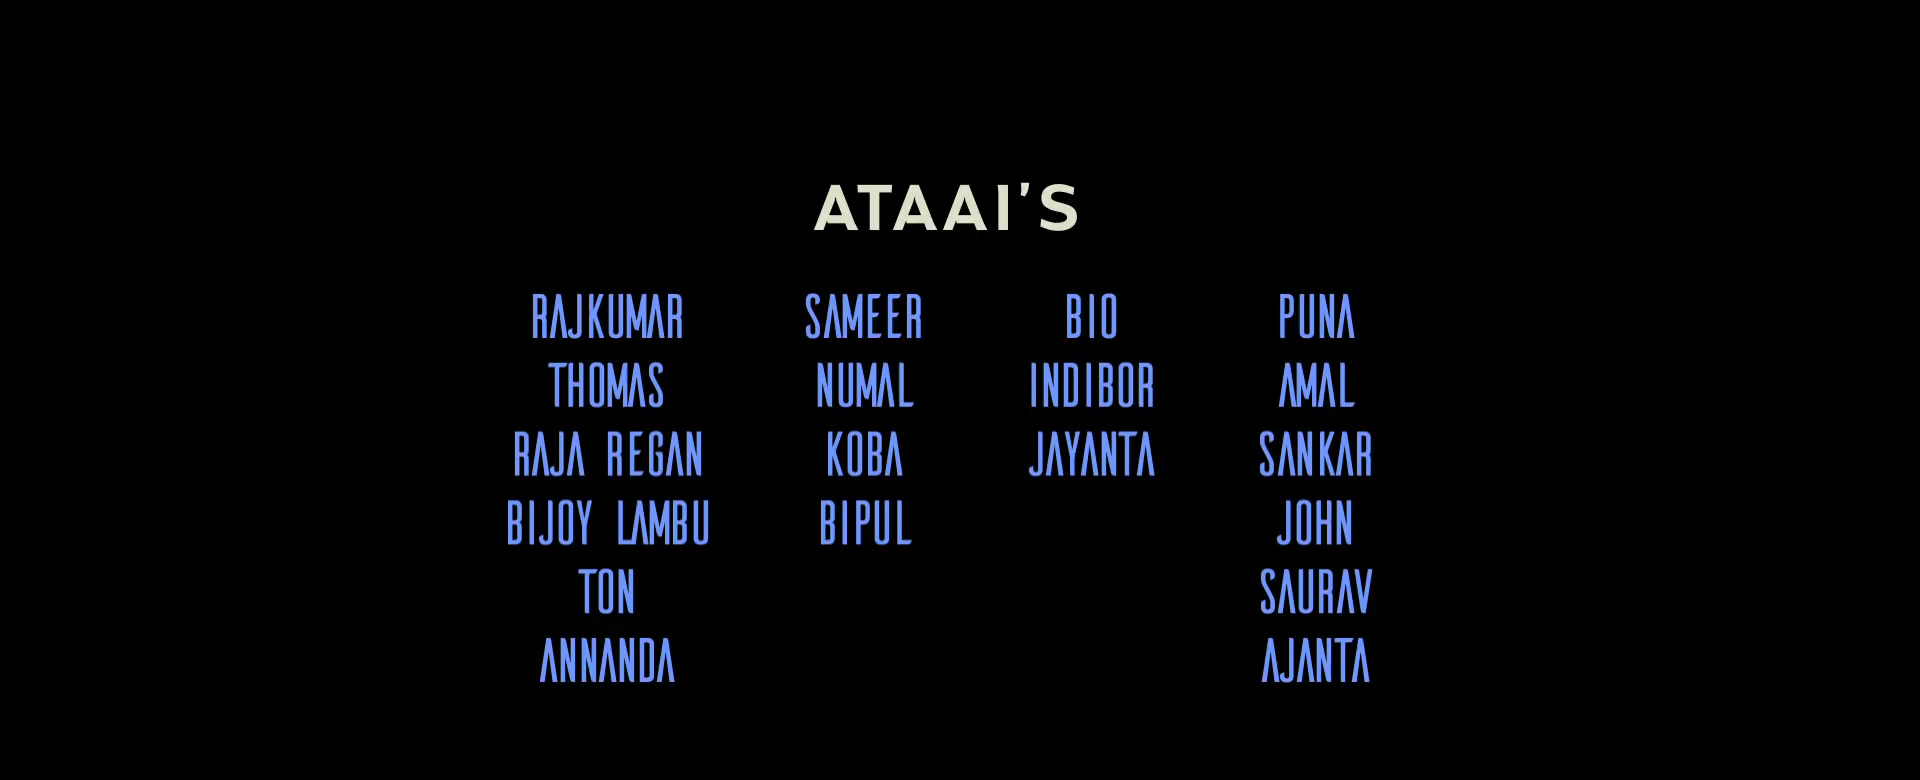 ATAAI’S
RAJKUMAR SAMEER BIO PUNA
THOMAS NUMAL INDIBOR AMAL
RAJA REGAN KOBA JAYANTA SANKAR
BIJOY LAMBU BIPUL JOHN
TON SAURAV
ANNANDA AJANTA